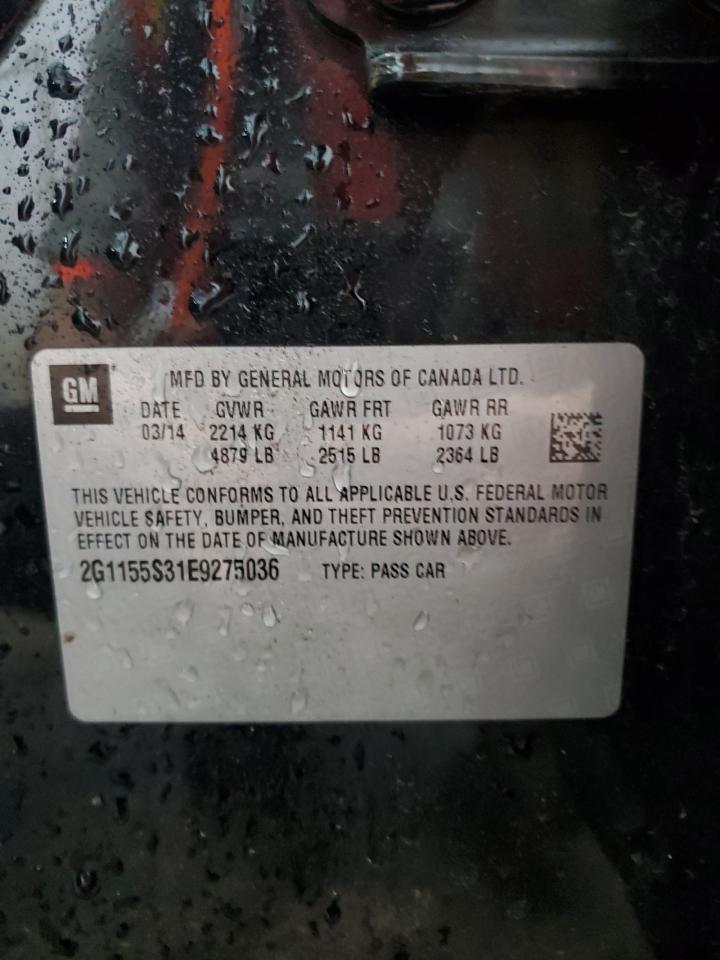 GM
MFD BY GENERAL MOTORS OF CANADA LTD.
DATE GVWR GAWR FRT GAWR RR
03/14 2214 KG 1141 KG 1073 KG
4879 LB 2515 LB 2364 LB
THIS VEHICLE CONFORMS TO ALL APPLICABLE U.S. FEDERAL MOTOR
VEHICLE SAFETY, BUMPER, AND THEFT PREVENTION STANDARDS IN
EFFECT ON THE DATE OF MANUFACTURE SHOWN ABOVE.
2G1155S31E9275036 TYPE: PASS CAR